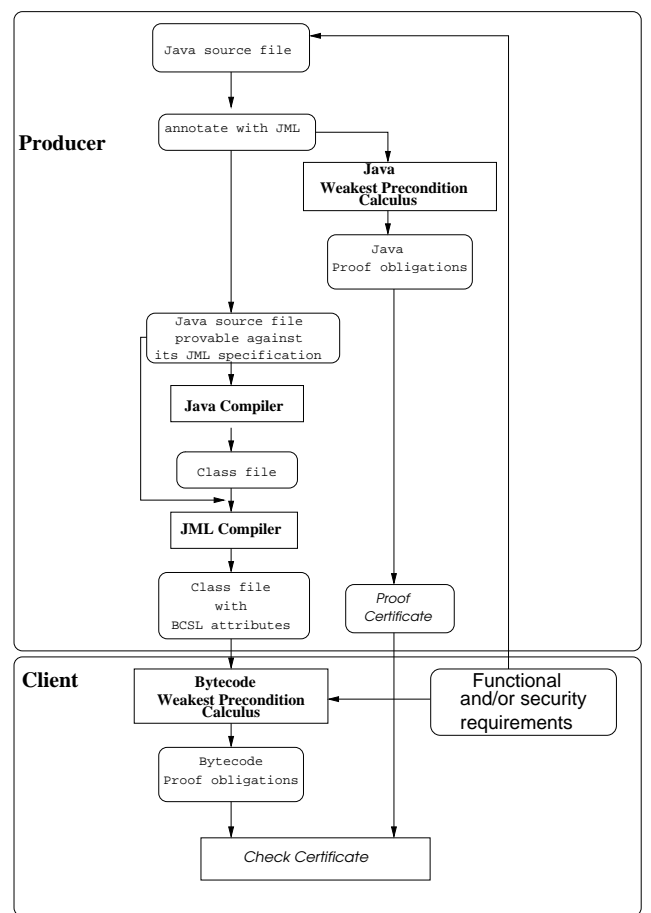 Java source file
Producer
annotate with JML
Java
Weakest Precondition
Calculus
Java
Proof obligations
Java source file
provable against
its JML specification
Java Compiler
Class file
JML Compiler
Class file
with
BCSL attributes
Proof
Certificate
Client
Bytecode
Weakest Precondition
Calculus
Functional
and/or security
requirements
Bytecode
Proof obligations
Check Certificate